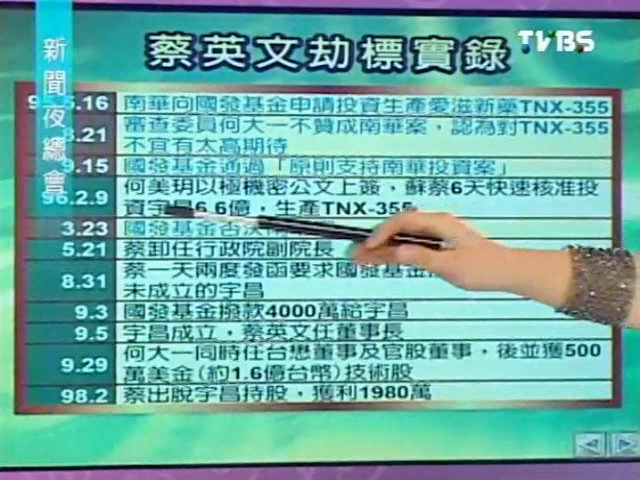 TVBS
新聞夜總會
蔡英文劫標實錄
5.16 南華向國發基金申請投資生產愛滋新藥TNX-355
8.21 審查委員何大一不贊成南華案，認為對TNX-355
不宜有太高期待
9.15 國發基金通過「原則支持南華投資案」
96.2.9 何美玥以極機密公文上簽，蘇蔡6天快速核准投
資宇昌6.6億，生產TNX-355
3.23 國發基金否決南
5.21 蔡卸任行政院副院長
8.31 蔡一天兩度發函要求國發基金
未成立的宇昌
9.3 國發基金撥款4000萬給宇昌
9.5 宇昌成立，蔡英文任董事長
9.29 何大一同時任台懋董事及官股董事，後並獲500
萬美金(約1.6億台幣)技術股
98.2 蔡出脫宇昌持股，獲利1980萬